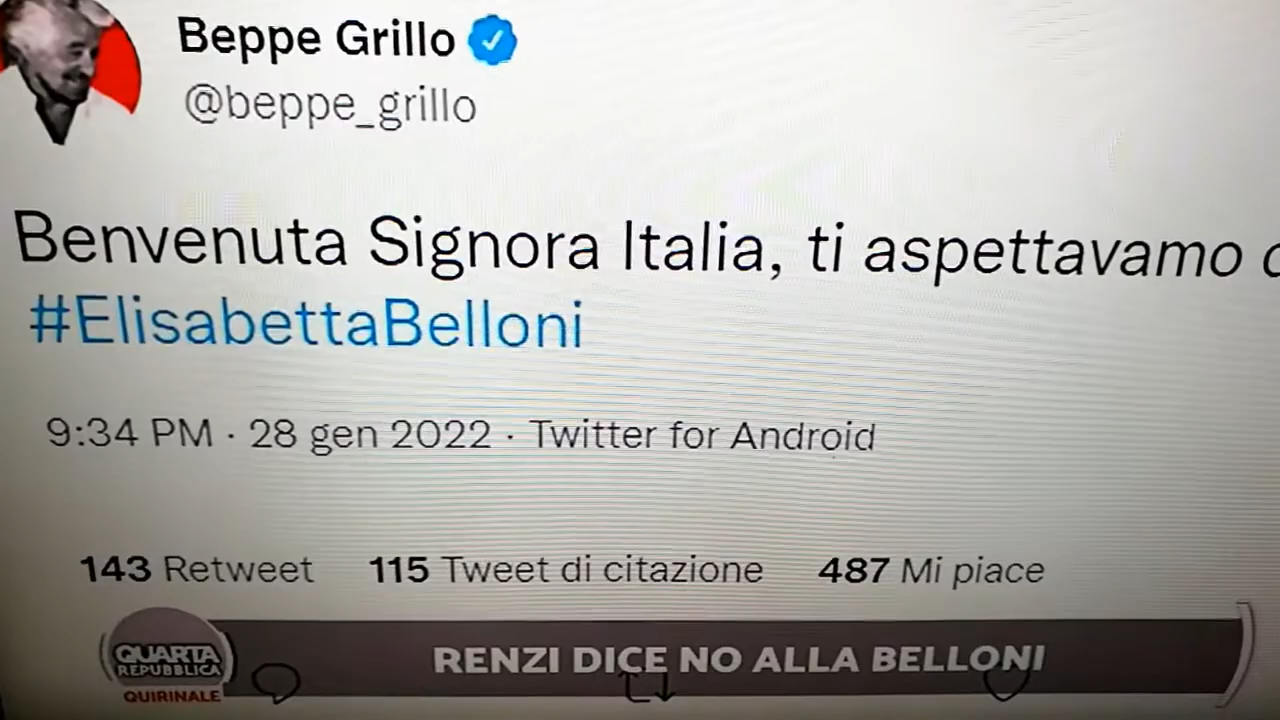 Beppe Grillo
@beppe_grillo
Benvenuta Signora Italia, ti aspettavamo
#ElisabettaBelloni
9:34 PM · 28 gen 2022 · Twitter for Android
143 Retweet 115 Tweet di citazione 487 Mi piace
QUARTA
REPUBBLICA
QUIRINALE
RENZI DICE NO ALLA BELLONI